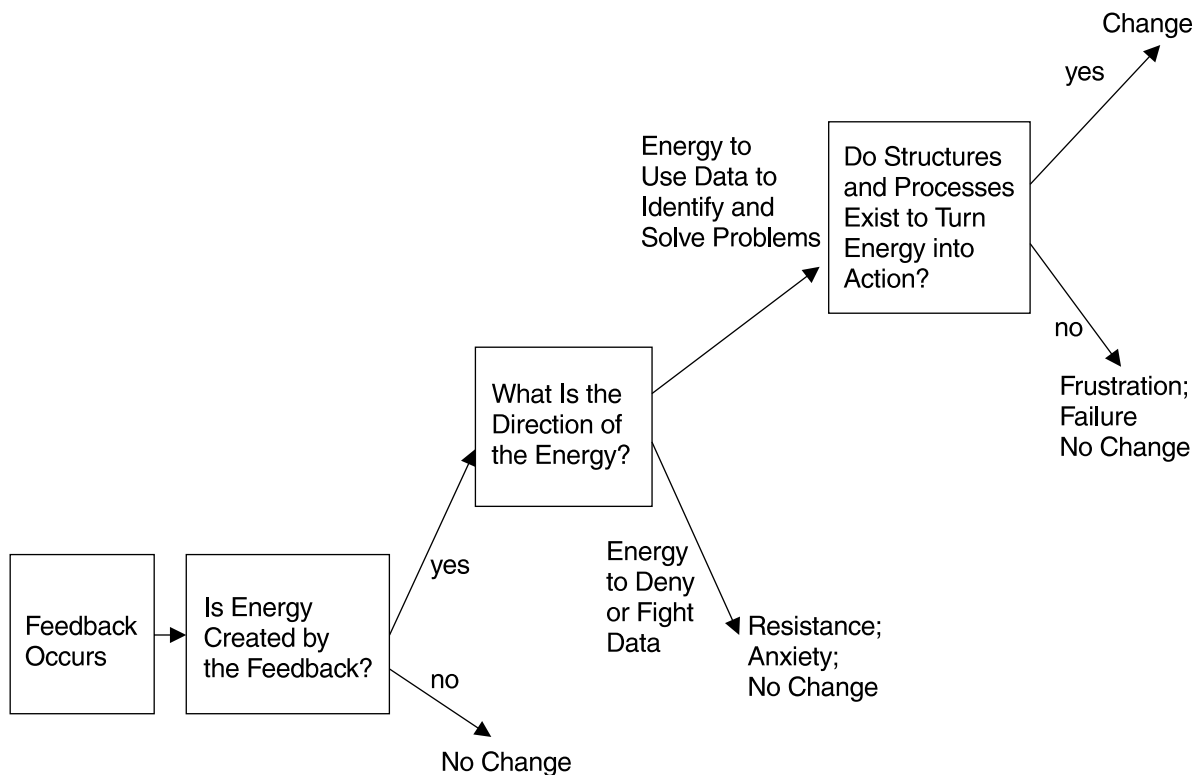 Feedback
Occurs
Is Energy
Created by
the Feedback?
yes
no
No Change
What Is the
Direction of
the Energy?
Energy to
Use Data to
Identify and
Solve Problems
Energy
to Deny
or Fight
Data
Resistance;
Anxiety;
No Change
Do Structures
and Processes
Exist to Turn
Energy into
Action?
yes
Change
no
Frustration;
Failure
No Change